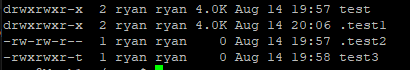 drwxrwxr-x  2 ryan ryan 4.0K Aug 14 19:57 test
drwxrwxr-x  2 ryan ryan 4.0K Aug 14 20:06 .test1
-rw-rw-r--  1 ryan ryan    0 Aug 14 19:57 .test2
-rwxrwxr-t  1 ryan ryan    0 Aug 14 19:58 test3